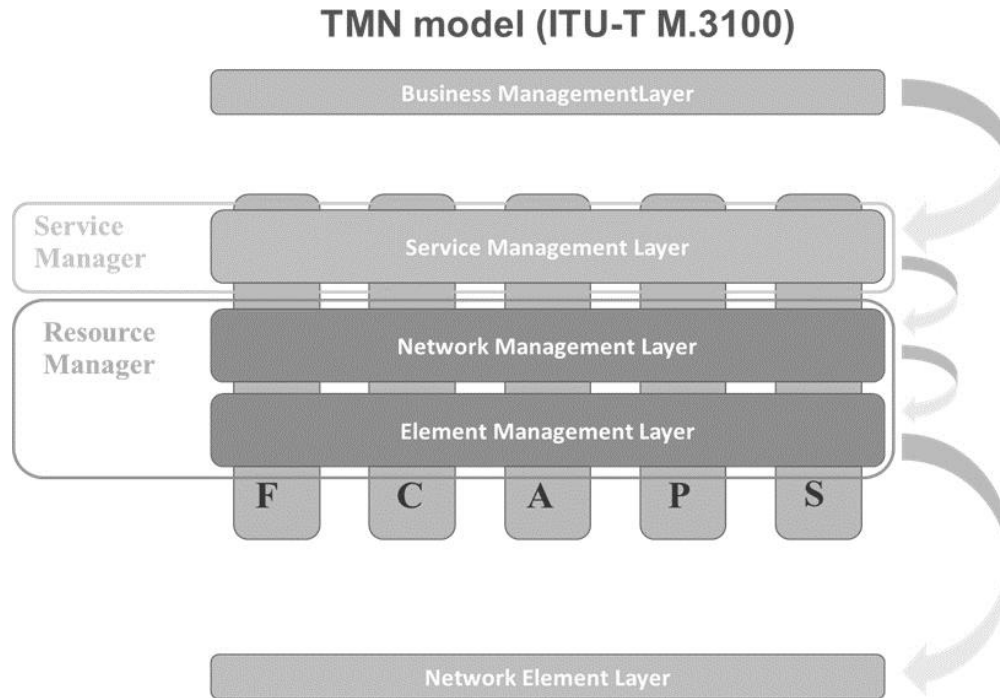 TMN model (ITU-T M.3100)
Business ManagementLayer
Service
Manager
Service Management Layer
Resource
Manager
Network Management Layer
Element Management Layer
F C A P S
Network Element Layer